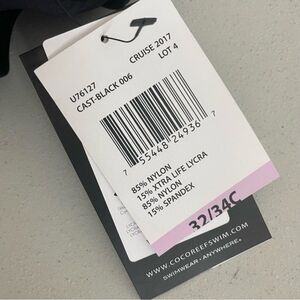 U76127
CRUISE 2017
CAST-BLACK 006
LOT 4
7 55448 24936 7
85% NYLON
15% XTRA LIFE LYCRA
85% NYLON
15% SPANDEX
32/34C
WWW.COCOREEFSWIM.COM
SWIMWEAR · ANYWHERE®